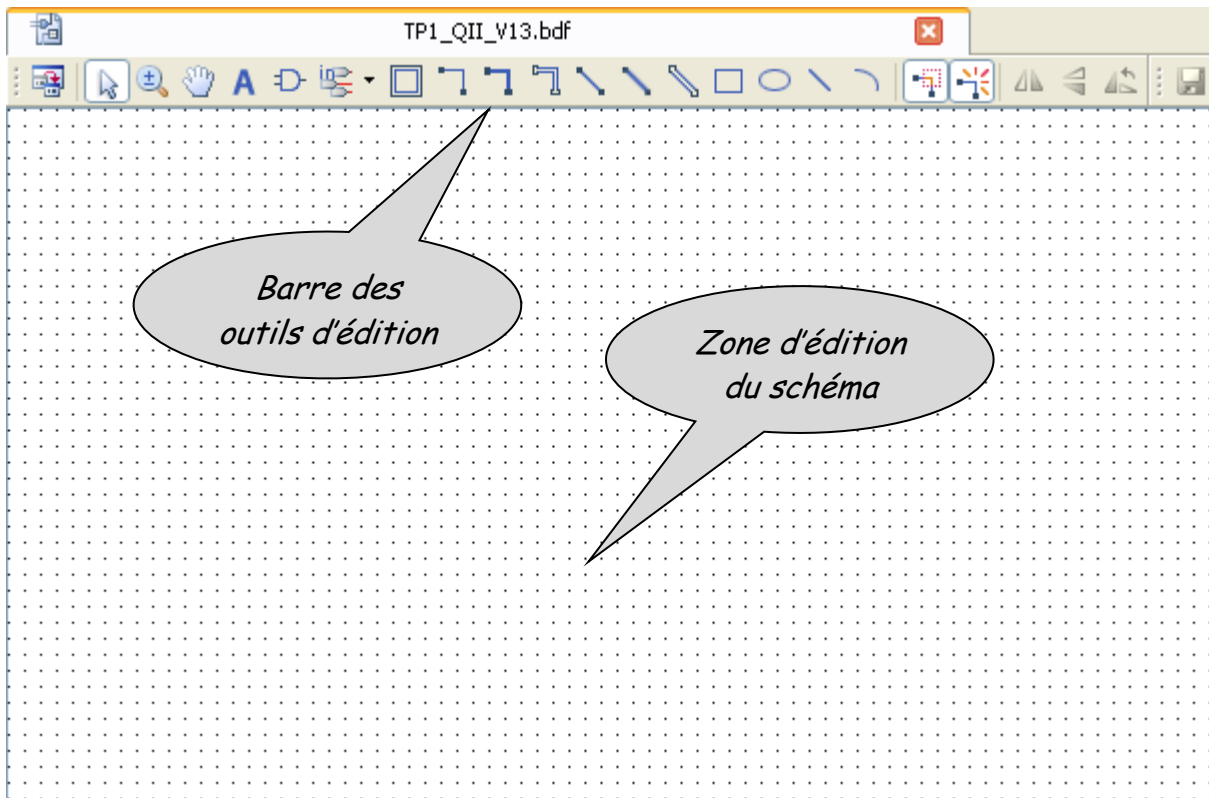 TP1_QII_V13.bdf
Barre des
outils d'édition
Zone d'édition
du schéma